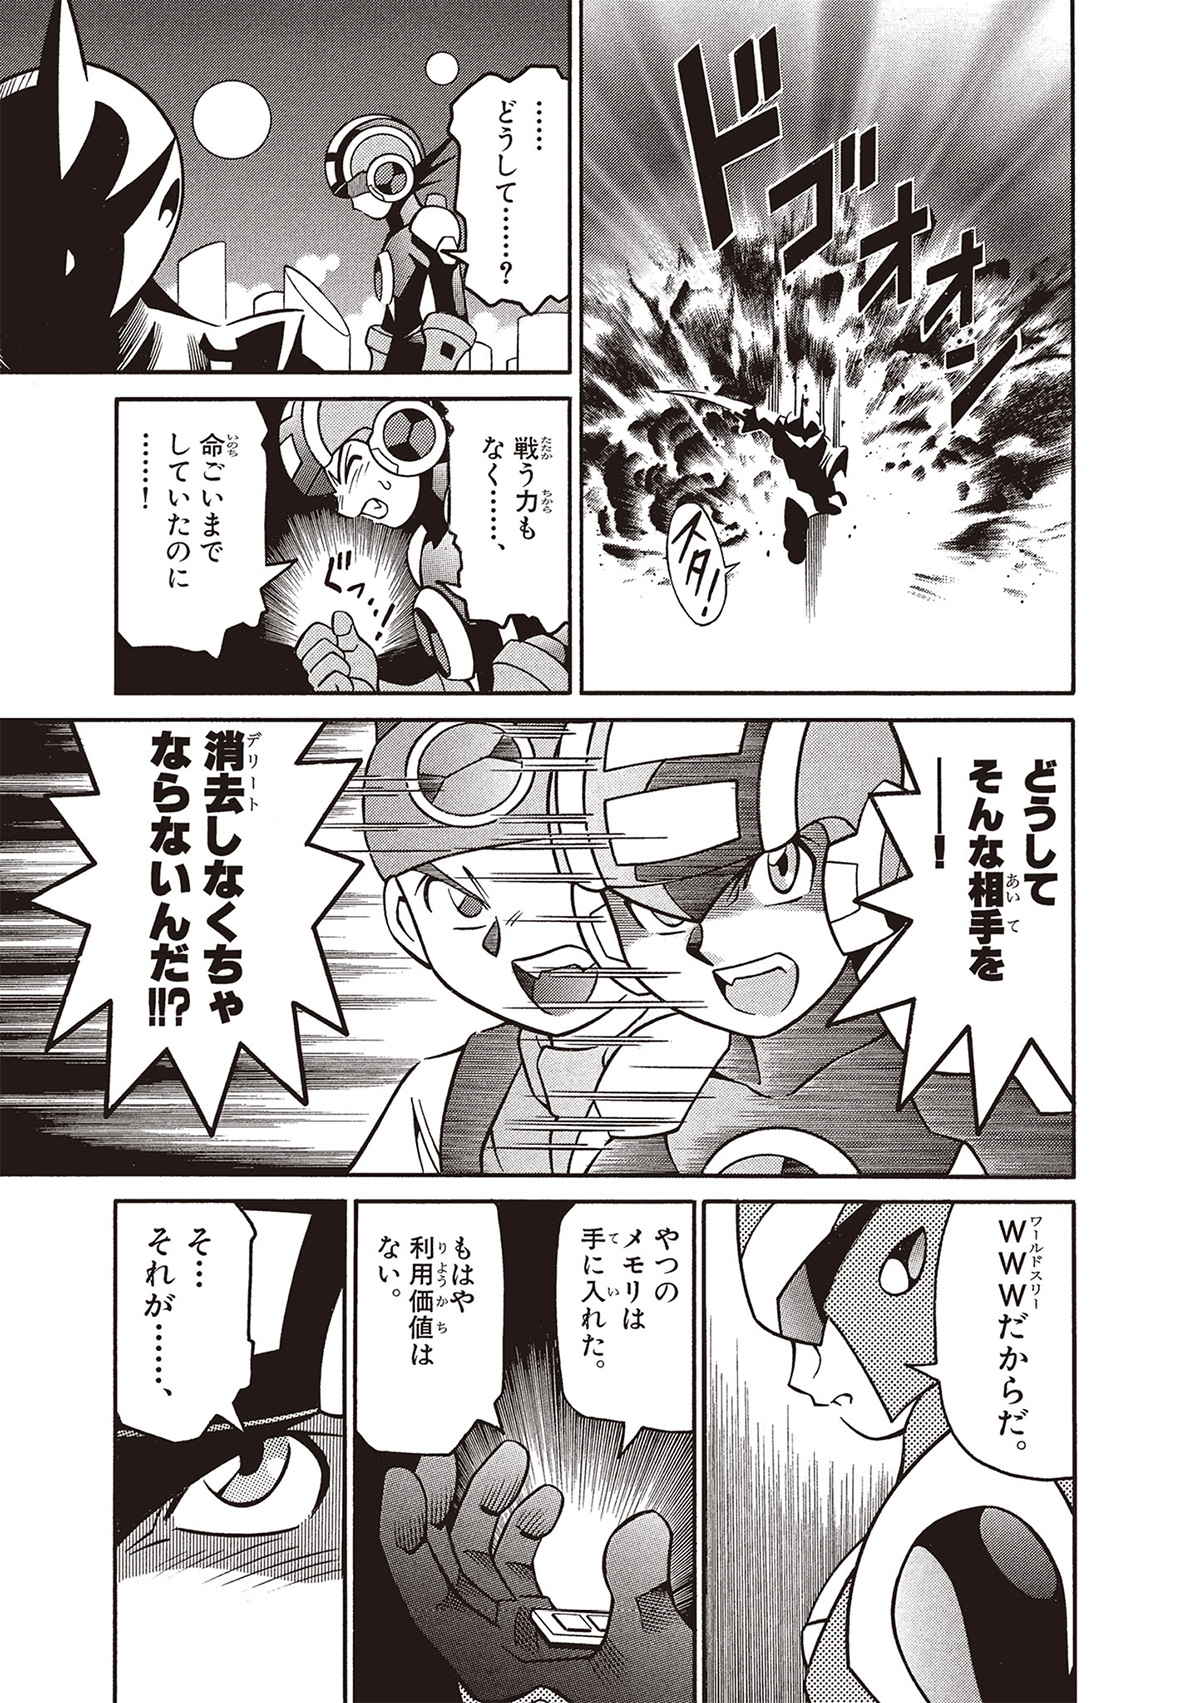 ドゴオオオン
スタ!
……
どうして……?
戦う力も
なく……、
命ごいまで
していたのに
……!
ぐっ…!
どうして
そんな相手を
――!
消去しなくちゃ
ならないんだ!!?
WWWだからだ。
やつの
メモリは
手に入れた。
もはや
利用価値は
ない。
そ…
それが……、